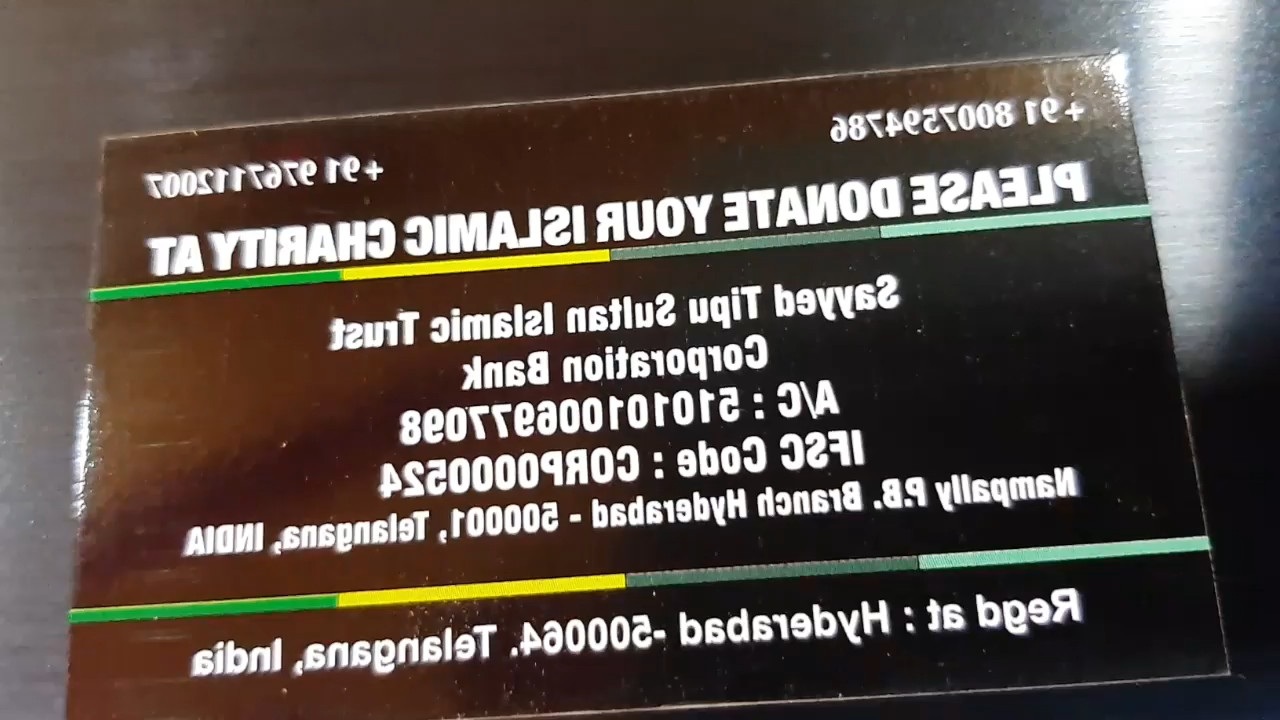 +91 8007594786
+91 9767112007
PLEASE DONATE YOUR ISLAMIC CHARITY AT
Sayyed Tipu Sultan Islamic Trust
Corporation Bank
A/C : 510101006977098
IFSC Code : CORP0000524
Nampally P.B. Branch Hyderabad - 500001, Telangana, INDIA
Regd at : Hyderabad -500064. Telangana, India